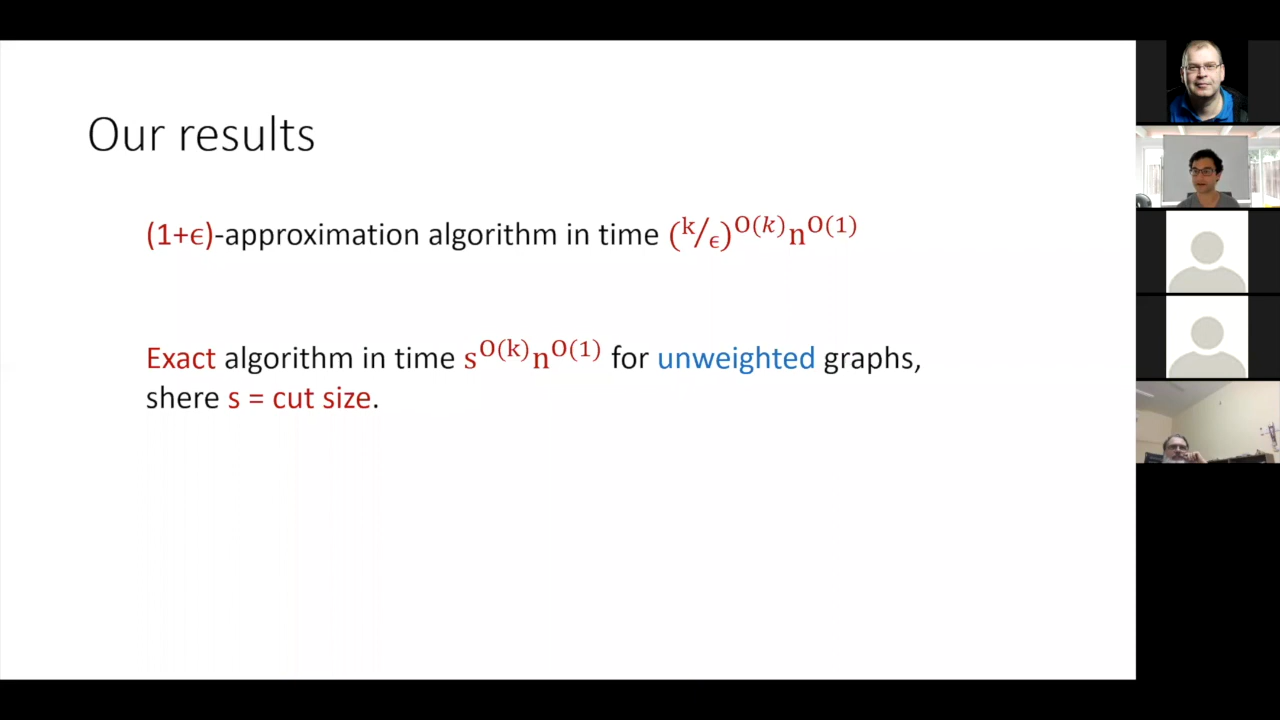 Our results
(1+ϵ)-approximation algorithm in time (k/ϵ)^O(k) n^O(1)
Exact algorithm in time s^O(k) n^O(1) for unweighted graphs,
shere s = cut size.